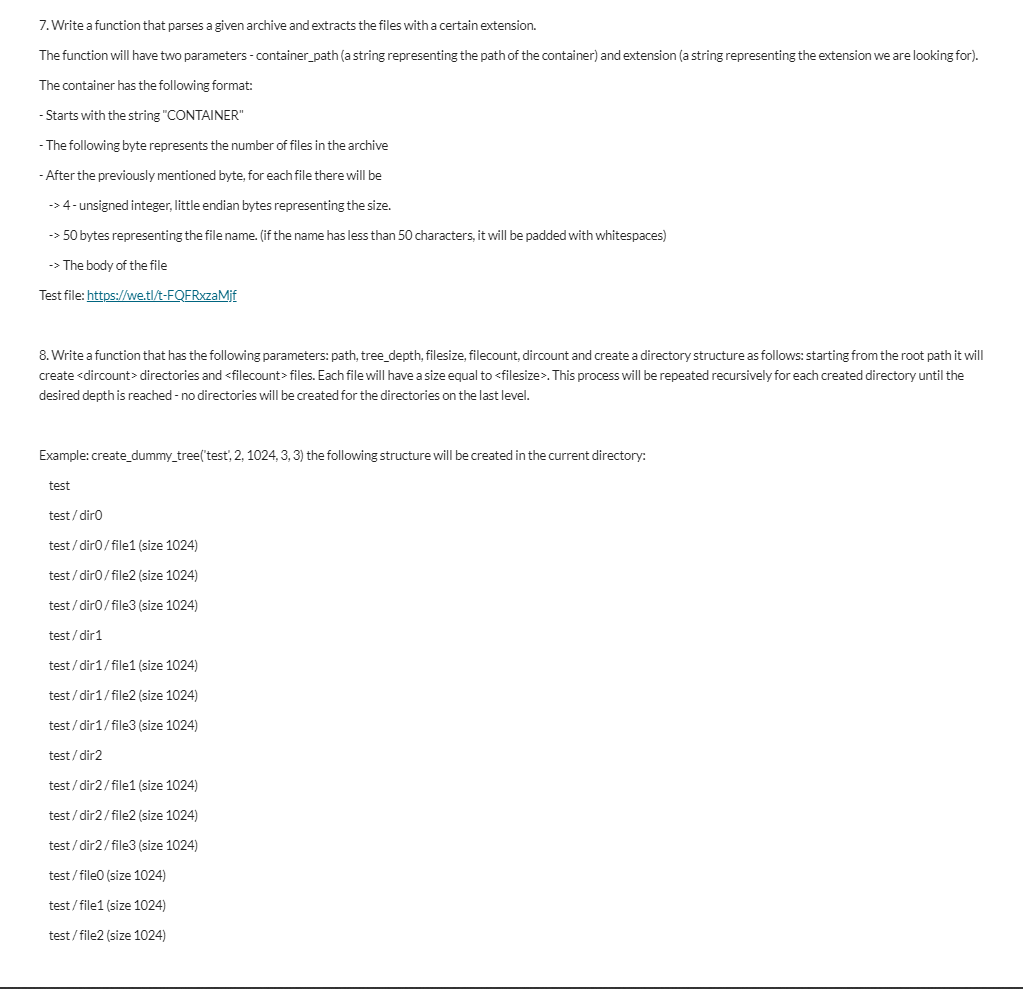 7. Write a function that parses a given archive and extracts the files with a certain extension.
The function will have two parameters - container_path (a string representing the path of the container) and extension (a string representing the extension we are looking for).
The container has the following format:
- Starts with the string "CONTAINER"
- The following byte represents the number of files in the archive
- After the previously mentioned byte, for each file there will be
-> 4 - unsigned integer, little endian bytes representing the size.
-> 50 bytes representing the file name. (if the name has less than 50 characters, it will be padded with whitespaces)
-> The body of the file
Test file: https://we.tl/t-FQFRxzaMjf
8. Write a function that has the following parameters: path, tree_depth, filesize, filecount, dircount and create a directory structure as follows: starting from the root path it will
create <dircount> directories and <filecount> files. Each file will have a size equal to <filesize>. This process will be repeated recursively for each created directory until the
desired depth is reached - no directories will be created for the directories on the last level.
Example: create_dummy_tree('test', 2, 1024, 3, 3) the following structure will be created in the current directory:
test
test / dir0
test / dir0 / file1 (size 1024)
test / dir0 / file2 (size 1024)
test / dir0 / file3 (size 1024)
test / dir1
test / dir1 / file1 (size 1024)
test / dir1 / file2 (size 1024)
test / dir1 / file3 (size 1024)
test / dir2
test / dir2 / file1 (size 1024)
test / dir2 / file2 (size 1024)
test / dir2 / file3 (size 1024)
test / file0 (size 1024)
test / file1 (size 1024)
test / file2 (size 1024)